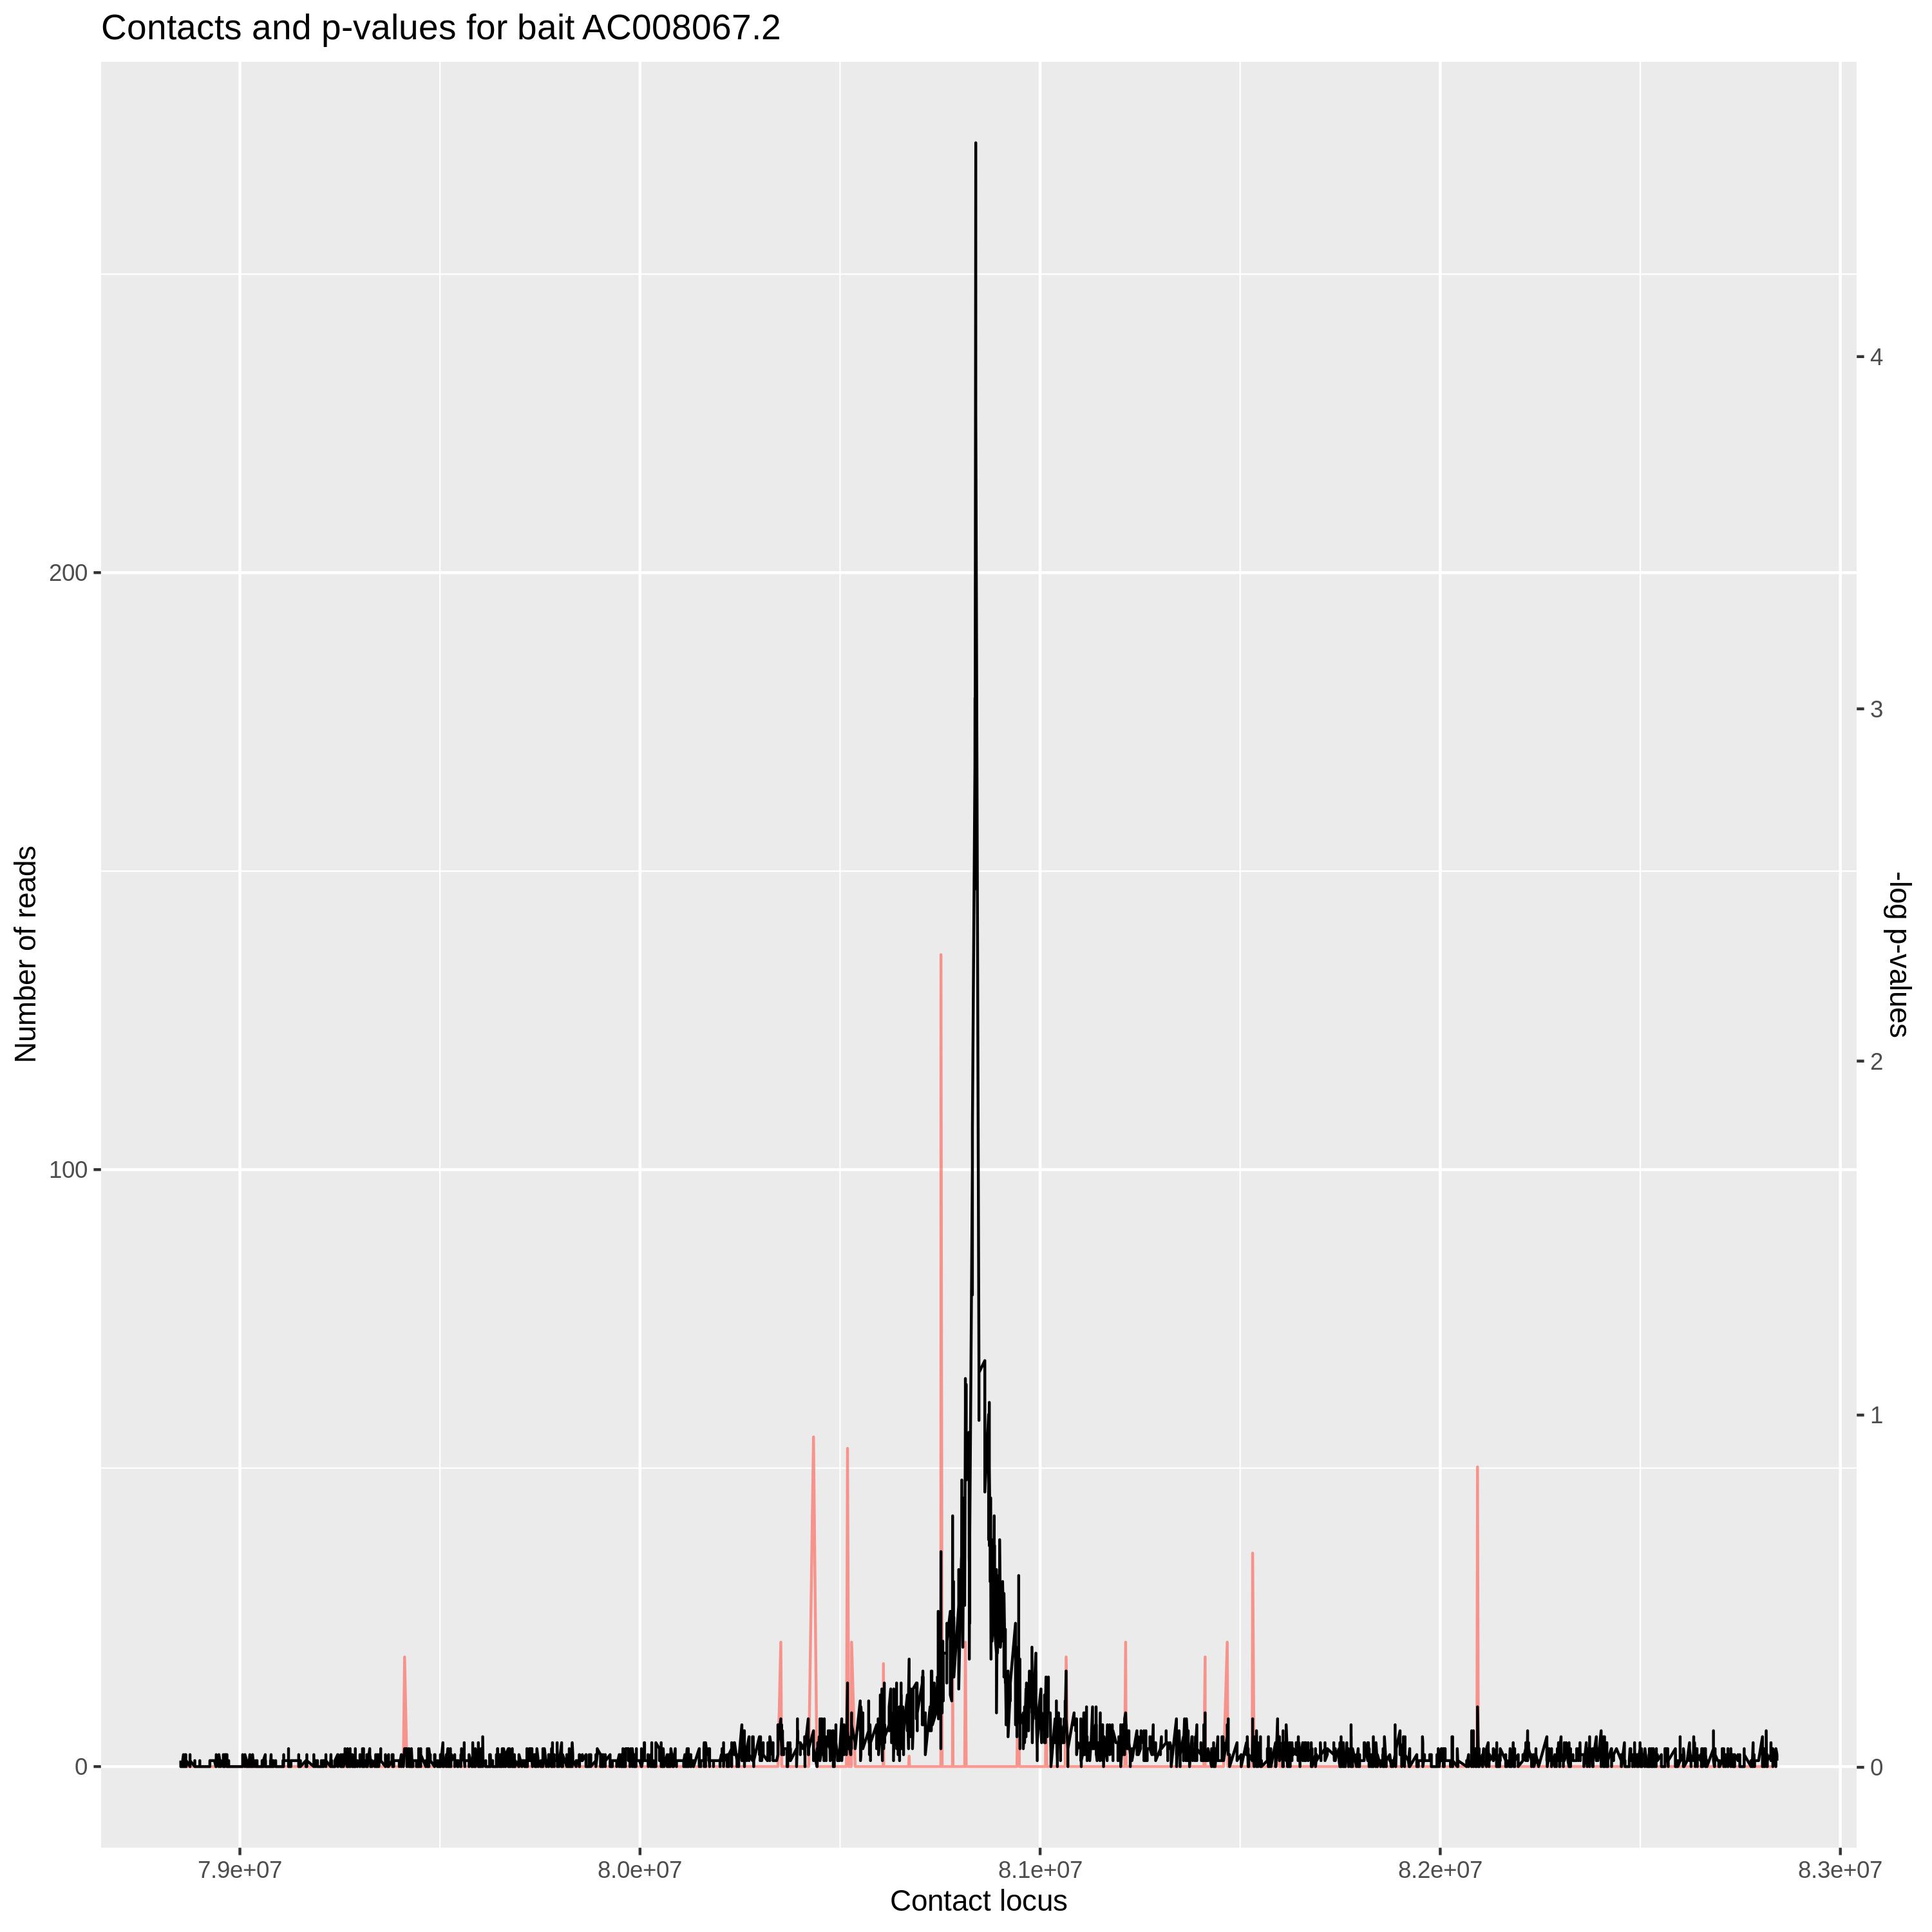 Contacts and p-values for bait AC008067.2
Number of reads
200
100
0
4
3
2
1
0
-log p-values
7.9e+07 8.0e+07 8.1e+07 8.2e+07 8.3e+07
Contact locus